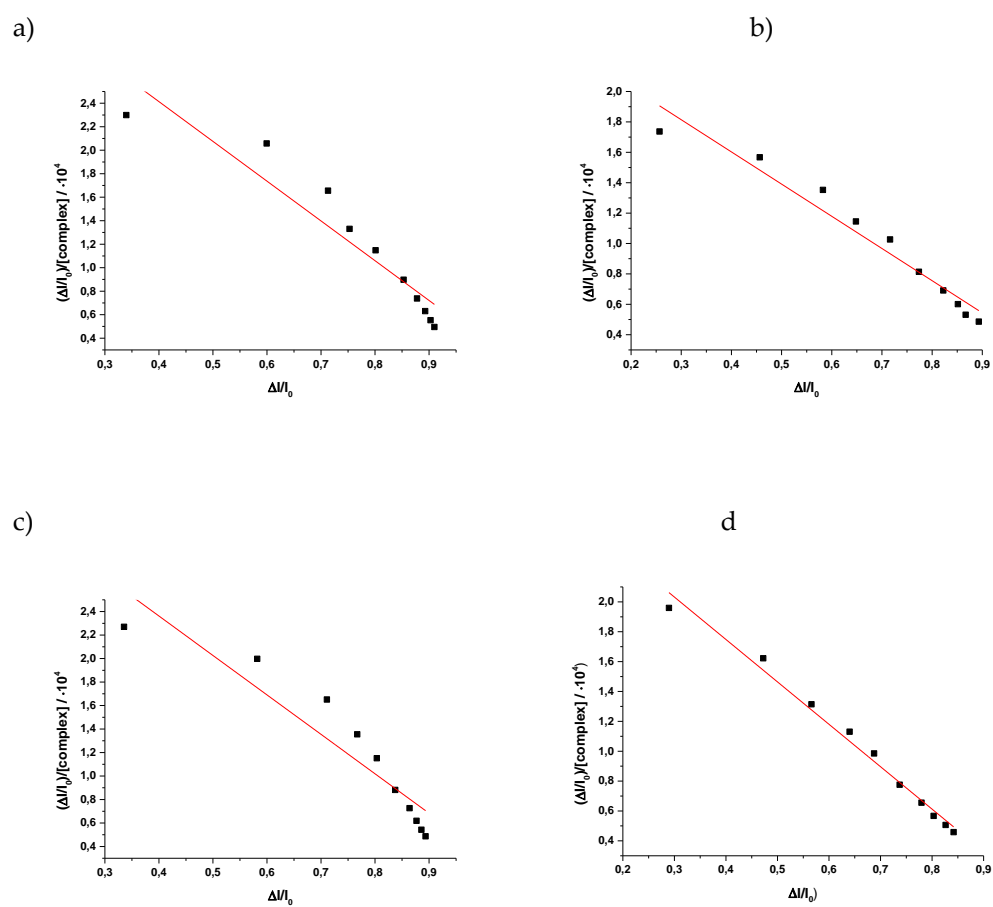 a)
b)
2,4
2,2
2,0
1,8
1,6
1,4
1,2
1,0
0,8
0,6
0,4
(ΔI/I₀)/[complex] / ·10⁴
0,3 0,4 0,5 0,6 0,7 0,8 0,9
ΔI/I₀
2,0
1,8
1,6
1,4
1,2
1,0
0,8
0,6
0,4
(ΔI/I₀)/[complex] / ·10⁴
0,2 0,3 0,4 0,5 0,6 0,7 0,8 0,9
ΔI/I₀
c)
d
2,4
2,2
2,0
1,8
1,6
1,4
1,2
1,0
0,8
0,6
0,4
(ΔI/I₀)/[complex] / ·10⁴
0,3 0,4 0,5 0,6 0,7 0,8 0,9
ΔI/I₀
2,0
1,8
1,6
1,4
1,2
1,0
0,8
0,6
0,4
(ΔI/I₀)/[complex] / ·10⁴)
0,2 0,3 0,4 0,5 0,6 0,7 0,8 0,9
ΔI/I₀)